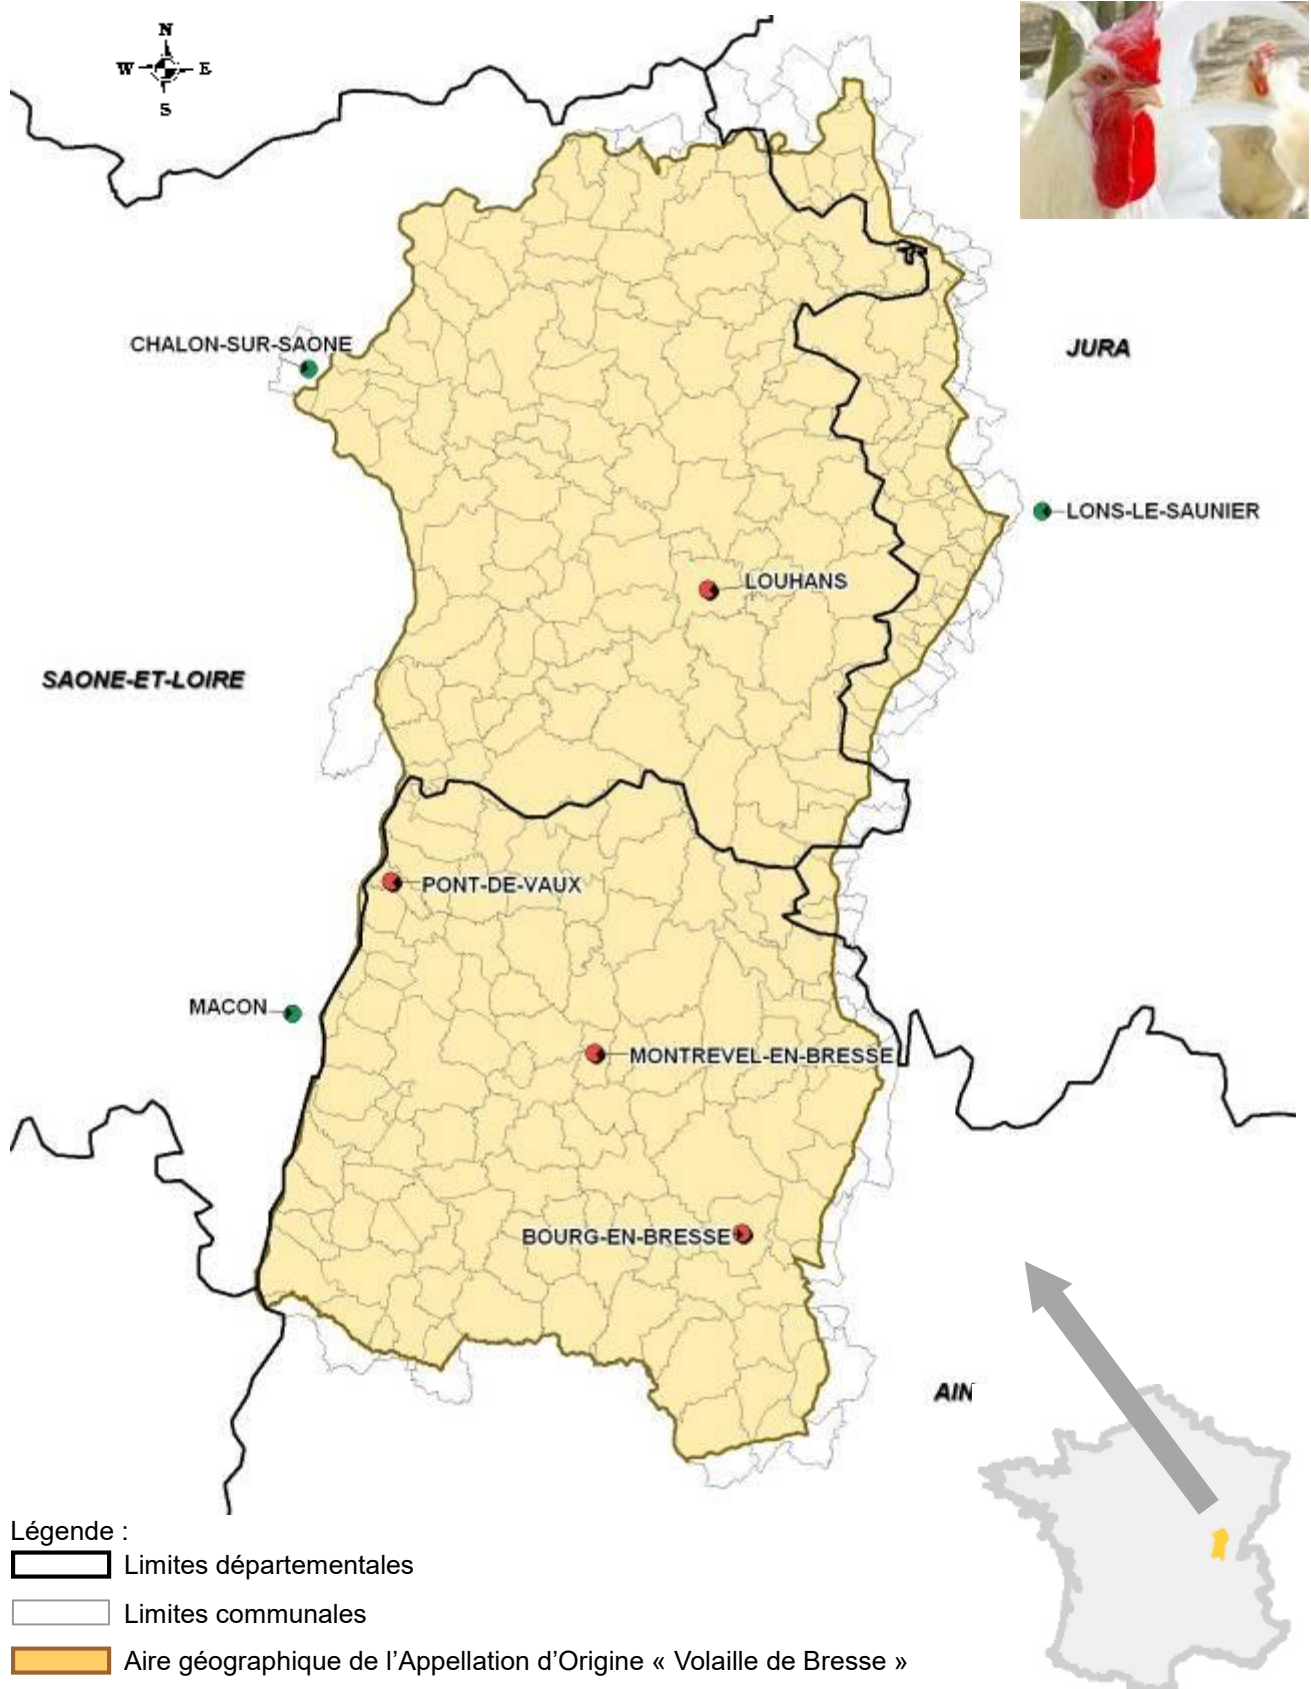 N
W E
S
CHALON-SUR-SAONE
JURA
LONS-LE-SAUNIER
LOUHANS
SAONE-ET-LOIRE
PONT-DE-VAUX
MACON
MONTREVEL-EN-BRESSE
BOURG-EN-BRESSE
AIN
Légende :
Limites départementales
Limites communales
Aire géographique de l’Appellation d’Origine « Volaille de Bresse »